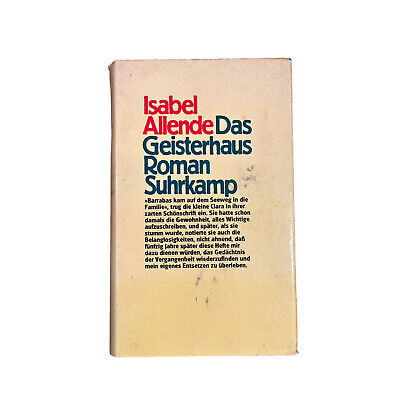 Isabel
Allende Das
Geisterhaus
Roman
Suhrkamp
»Barrabas kam auf dem Seeweg in die
Familie«, trug die kleine Clara in ihrer
zarten Schönschrift ein. Sie hatte schon
damals die Gewohnheit, alles Wichtige
aufzuschreiben, und später, als sie
stumm wurde, notierte sie auch die
Belanglosigkeiten, nicht ahnend, daß
fünfzig Jahre später diese Hefte mir
dazu dienen würden, das Gedächtnis
der Vergangenheit wiederzufinden und
mein eigenes Entsetzen zu überleben.